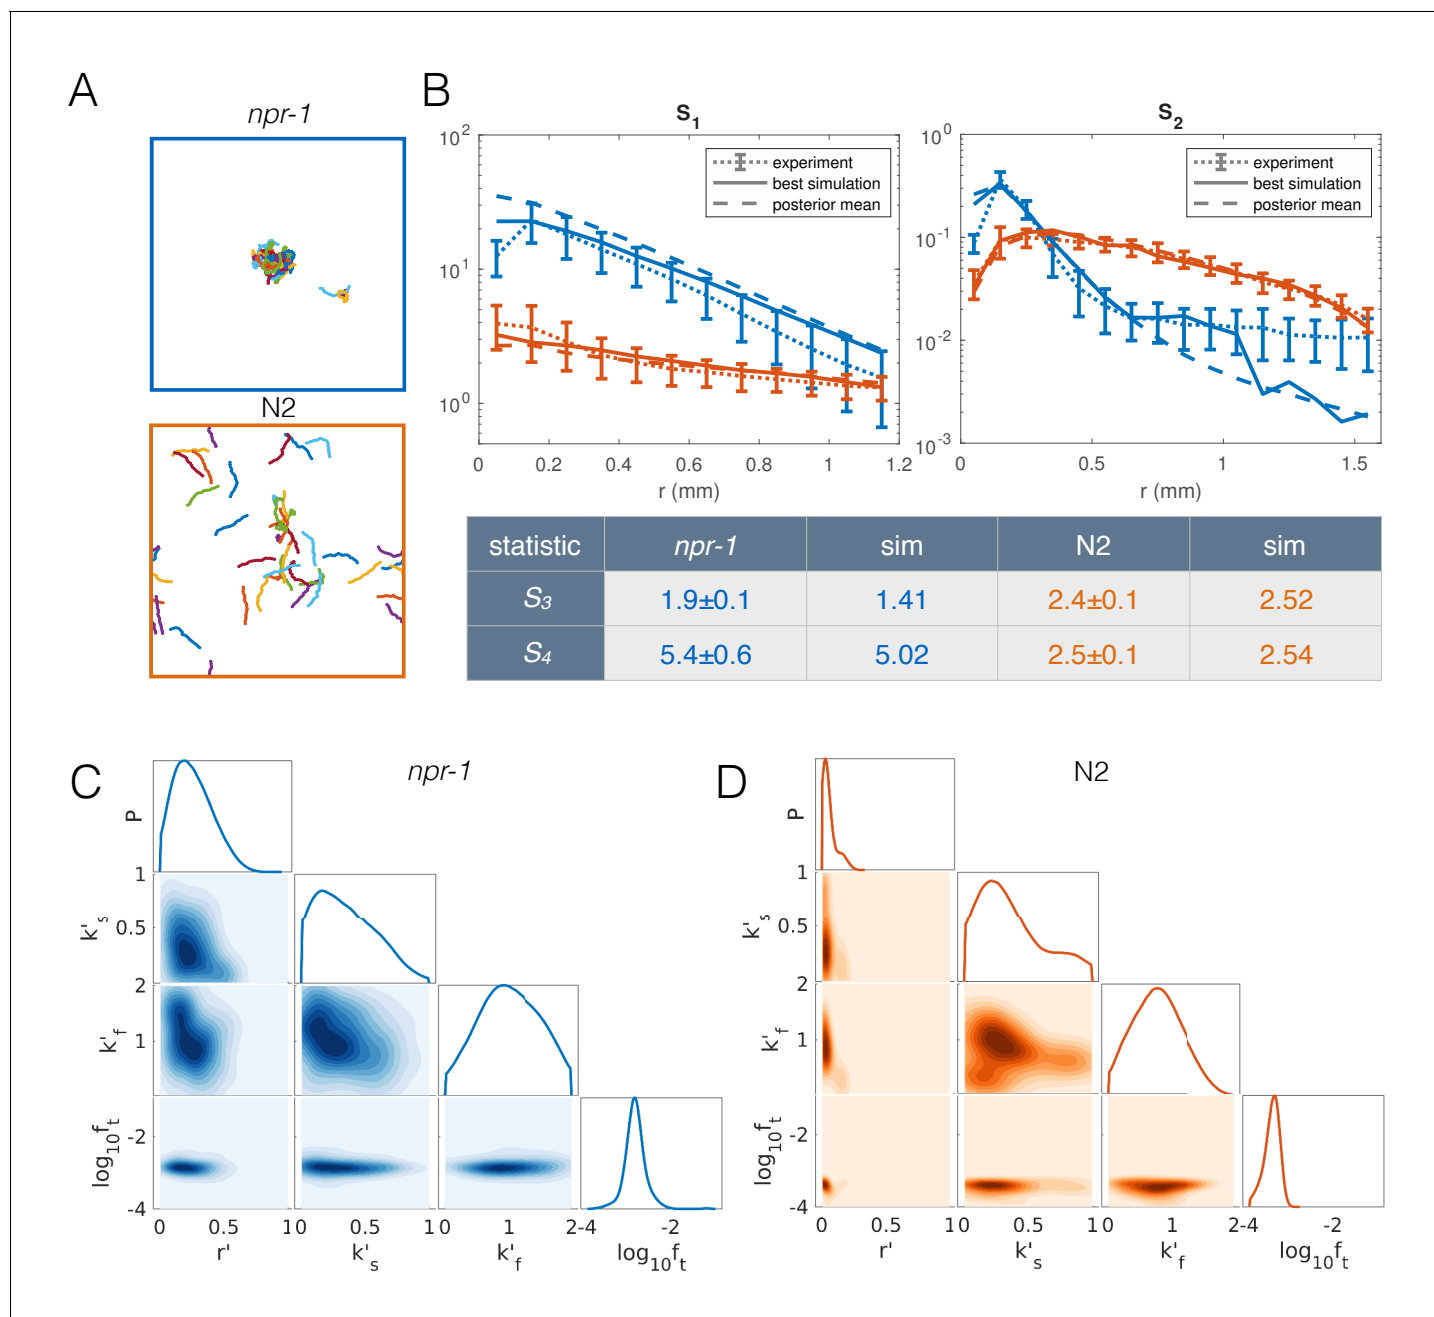 A
npr-1
N2
B
S1
10^2
10^1
10^0
0 0.2 0.4 0.6 0.8 1 1.2
r (mm)
experiment
best simulation
posterior mean
S2
10^0
10^-1
10^-2
10^-3
0 0.5 1 1.5
r (mm)
experiment
best simulation
posterior mean
statistic npr-1 sim N2 sim
S3 1.9±0.1 1.41 2.4±0.1 2.52
S4 5.4±0.6 5.02 2.5±0.1 2.54
C
npr-1
P
1
k's 0.5
2
k'f 1
log10ft -2
-4
0 0.5 1 0 0.5 1 0 1 2 -4 -2
r' k's k'f log10ft
D
N2
P
1
k's 0.5
2
k'f 1
log10ft -2
-4
0 0.5 1 0 0.5 1 0 1 2 -4 -2
r' k's k'f log10ft